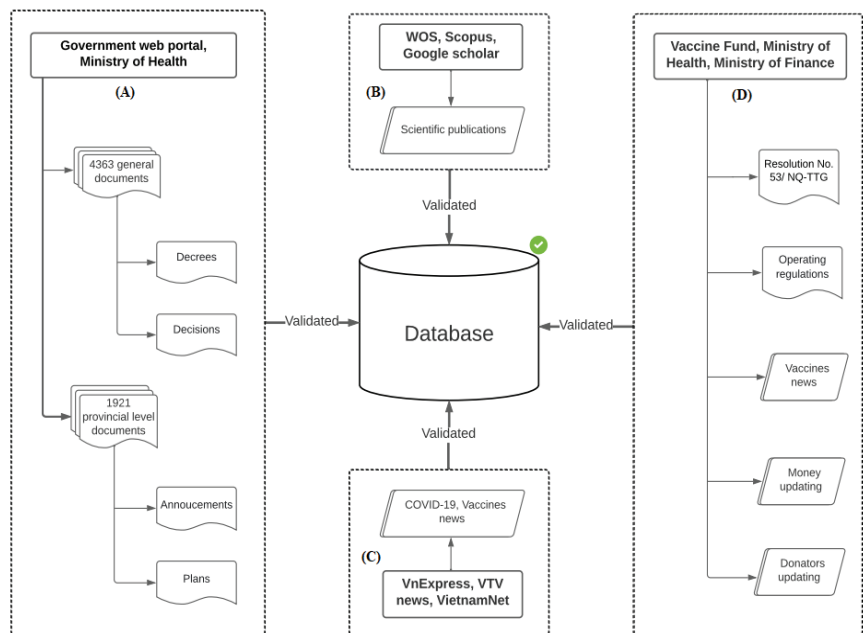 Government web portal,
Ministry of Health
(A)
4363 general
documents
Decrees
Decisions
1921
provincial level
documents
Annoucements
Plans
WOS, Scopus,
Google scholar
(B)
Scientific publications
Validated
Validated
Database
Validated
Validated
COVID-19, Vaccines
news
(C)
VnExpress, VTV
news, VietnamNet
Vaccine Fund, Ministry of
Health, Ministry of Finance
(D)
Resolution No.
53/ NQ-TTG
Operating
regulations
Vaccines
news
Money
updating
Donators
updating